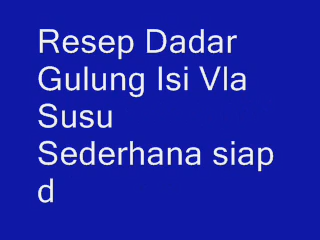 Resep Dadar
Gulung Isi Vla
Susu
Sederhana siap
d